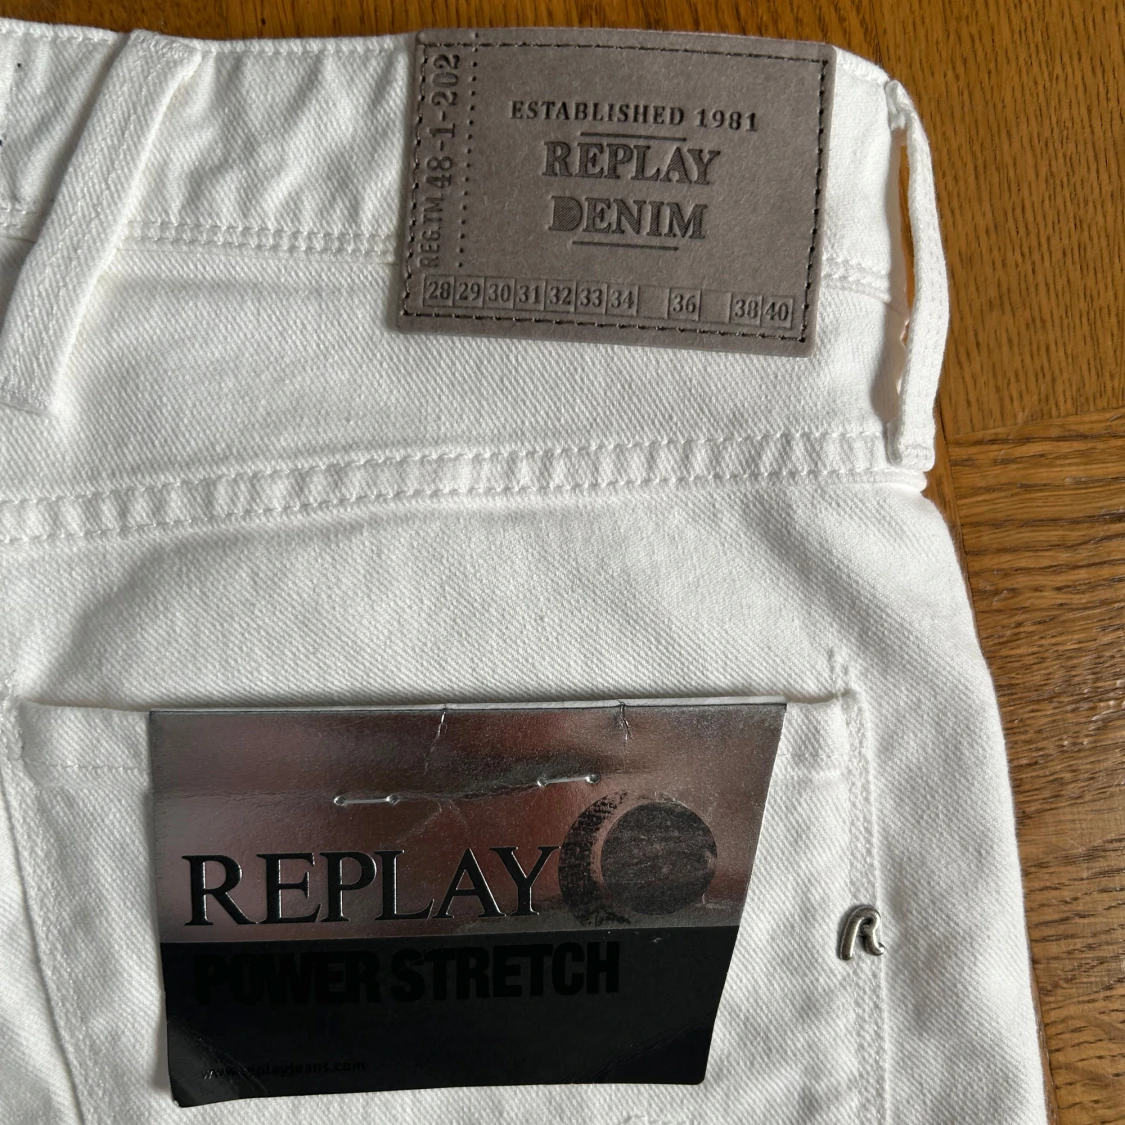 ESTABLISHED 1981
REPLAY
DENIM
REG.TM 48-1-202
28 29 30 31 32 33 34 36 38 40
REPLAY
POWER STRETCH
www.replayjeans.com
R